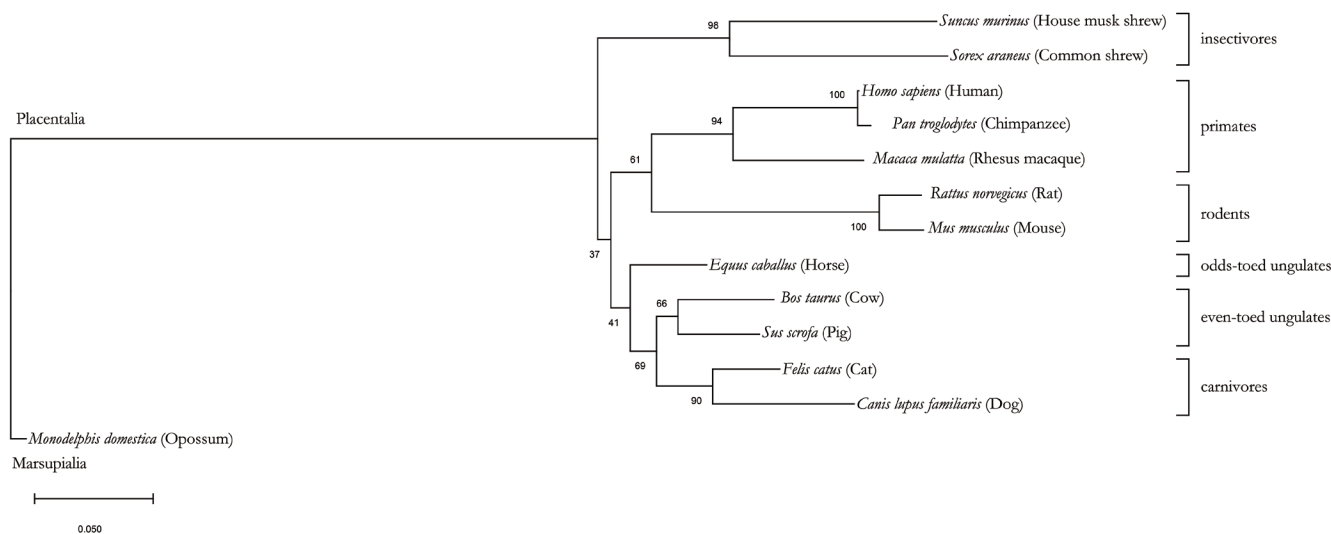 98
Suncus murinus (House musk shrew)
insectivores
Sorex araneus (Common shrew)
100
Homo sapiens (Human)
Placentalia
94
Pan troglodytes (Chimpanzee)
primates
61
Macaca mulatta (Rhesus macaque)
Rattus norvegicus (Rat)
rodents
100
Mus musculus (Mouse)
37
Equus caballus (Horse)
odds-toed ungulates
66
Bos taurus (Cow)
41
even-toed ungulates
Sus scrofa (Pig)
69
Felis catus (Cat)
carnivores
90
Canis lupus familiaris (Dog)
Monodelphis domestica (Opossum)
Marsupialia
0.050